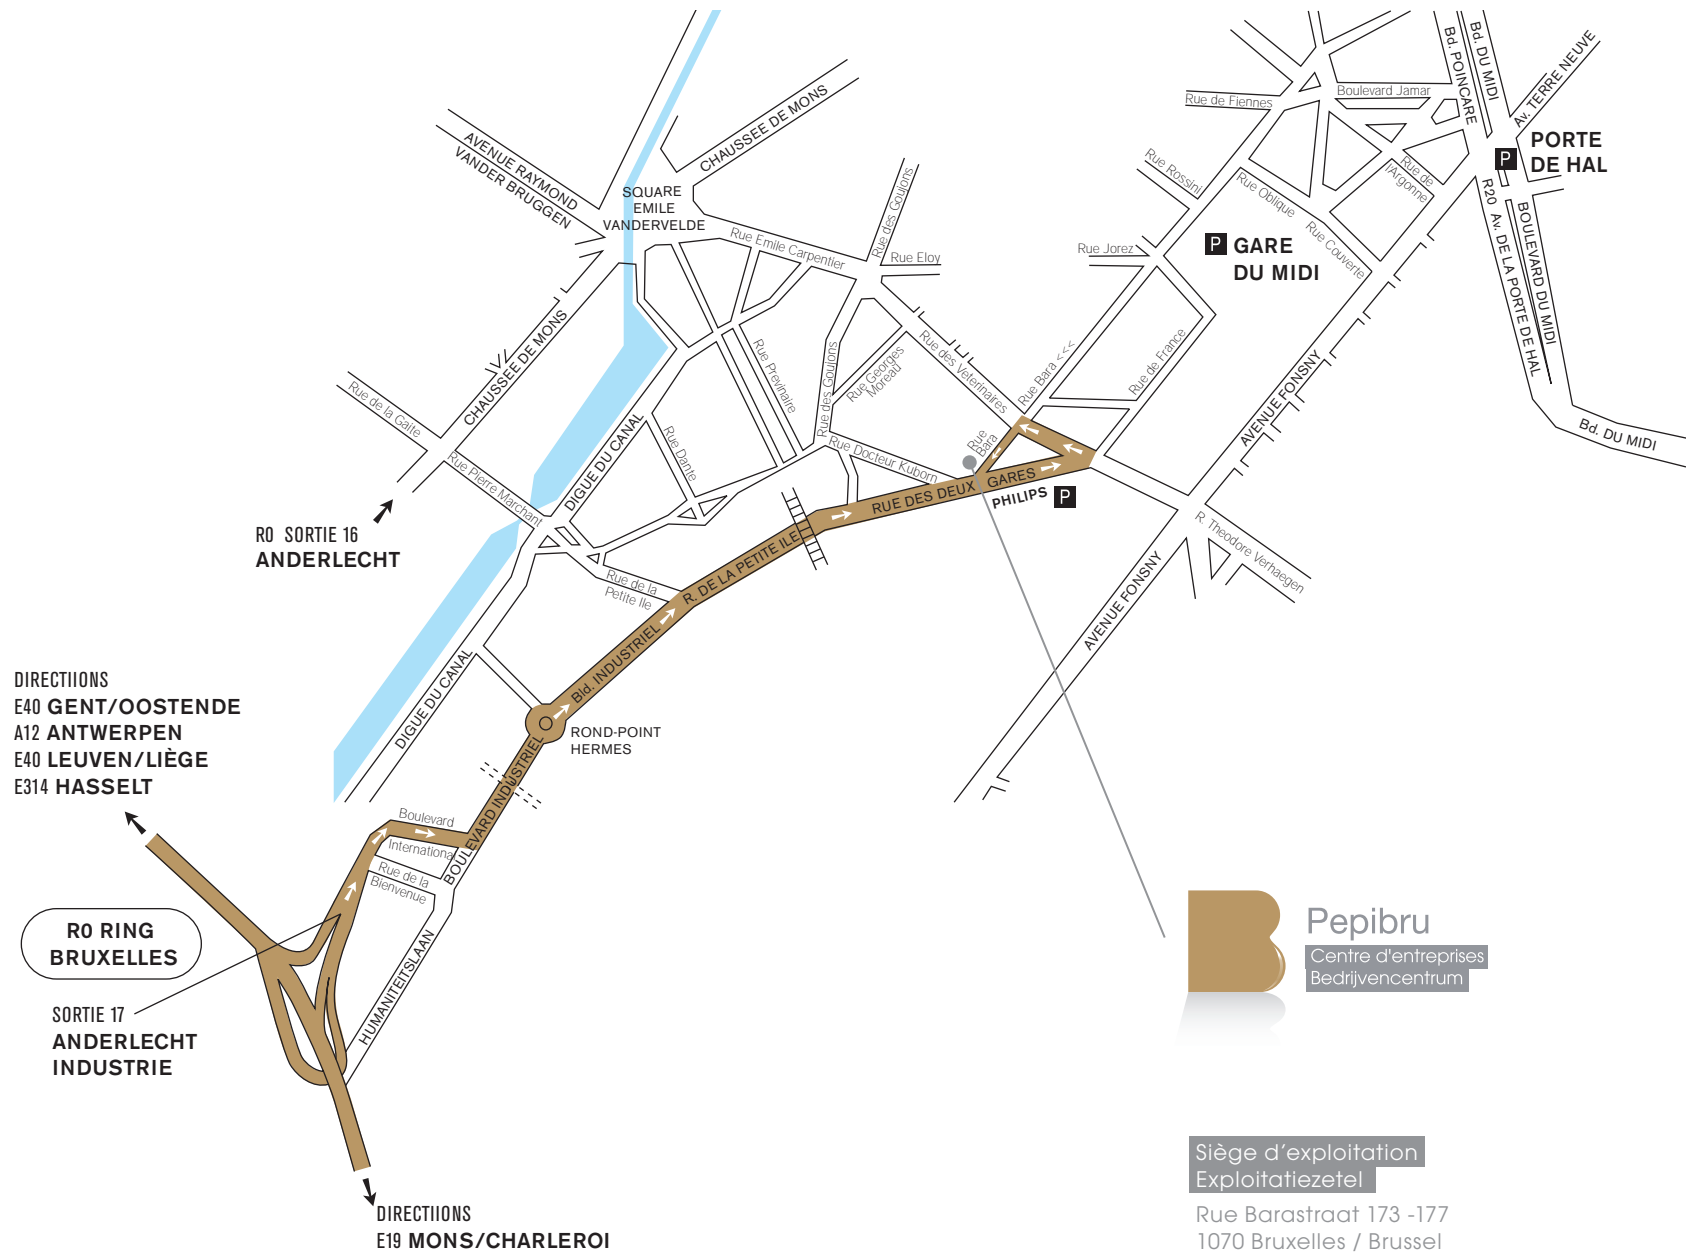 Bd. POINCARE
Bd. DU MIDI
Av. TERRE NEUVE
Boulevard Jamar
Rue de Fiennes
CHAUSSEE DE MONS
AVENUE RAYMOND
VANDER BRUGGEN
P
PORTE
DE HAL
Rue Rossini
Rue de
l'Argonne
Rue Oblique
SQUARE
EMILE
VANDERVELDE
Rue des Goujons
Rue Emile Carpentier
Rue Eloy
Rue Jorez
P
GARE
DU MIDI
Rue Couverte
R20 Av. DE LA PORTE DE HAL
BOULEVARD DU MIDI
CHAUSSEE DE MONS
Rue Previnaire
Rue des Goujons
Rue Georges
Moreau
Rue des Veterinaires
Rue Bara <<<
Rue de France
AVENUE FONSNY
Bd. DU MIDI
Rue de la Gaite
Rue Pierre Marchant
DIGUE DU CANAL
Rue Dante
Rue Docteur Kuborn
Rue
Bara
RUE DES DEUX GARES
PHILIPS
P
R0 SORTIE 16
ANDERLECHT
R. Theodore Verhaegen
R. DE LA PETITE ILE
Rue de la
Petite Ile
AVENUE FONSNY
Bld. INDUSTRIEL
DIGUE DU CANAL
ROND-POINT
HERMES
DIRECTIIONS
E40 GENT/OOSTENDE
A12 ANTWERPEN
E40 LEUVEN/LIÈGE
E314 HASSELT
BOULEVARD INDUSTRIEL
Boulevard
Internationa
Rue de la
Bienvenue
R0 RING
BRUXELLES
HUMANITEITSLAAN
SORTIE 17
ANDERLECHT
INDUSTRIE
DIRECTIIONS
E19 MONS/CHARLEROI
Pepibru
Centre d'entreprises
Bedrijvencentrum
Siège d'exploitation
Exploitatiezetel
Rue Barastraat 173 -177
1070 Bruxelles / Brussel